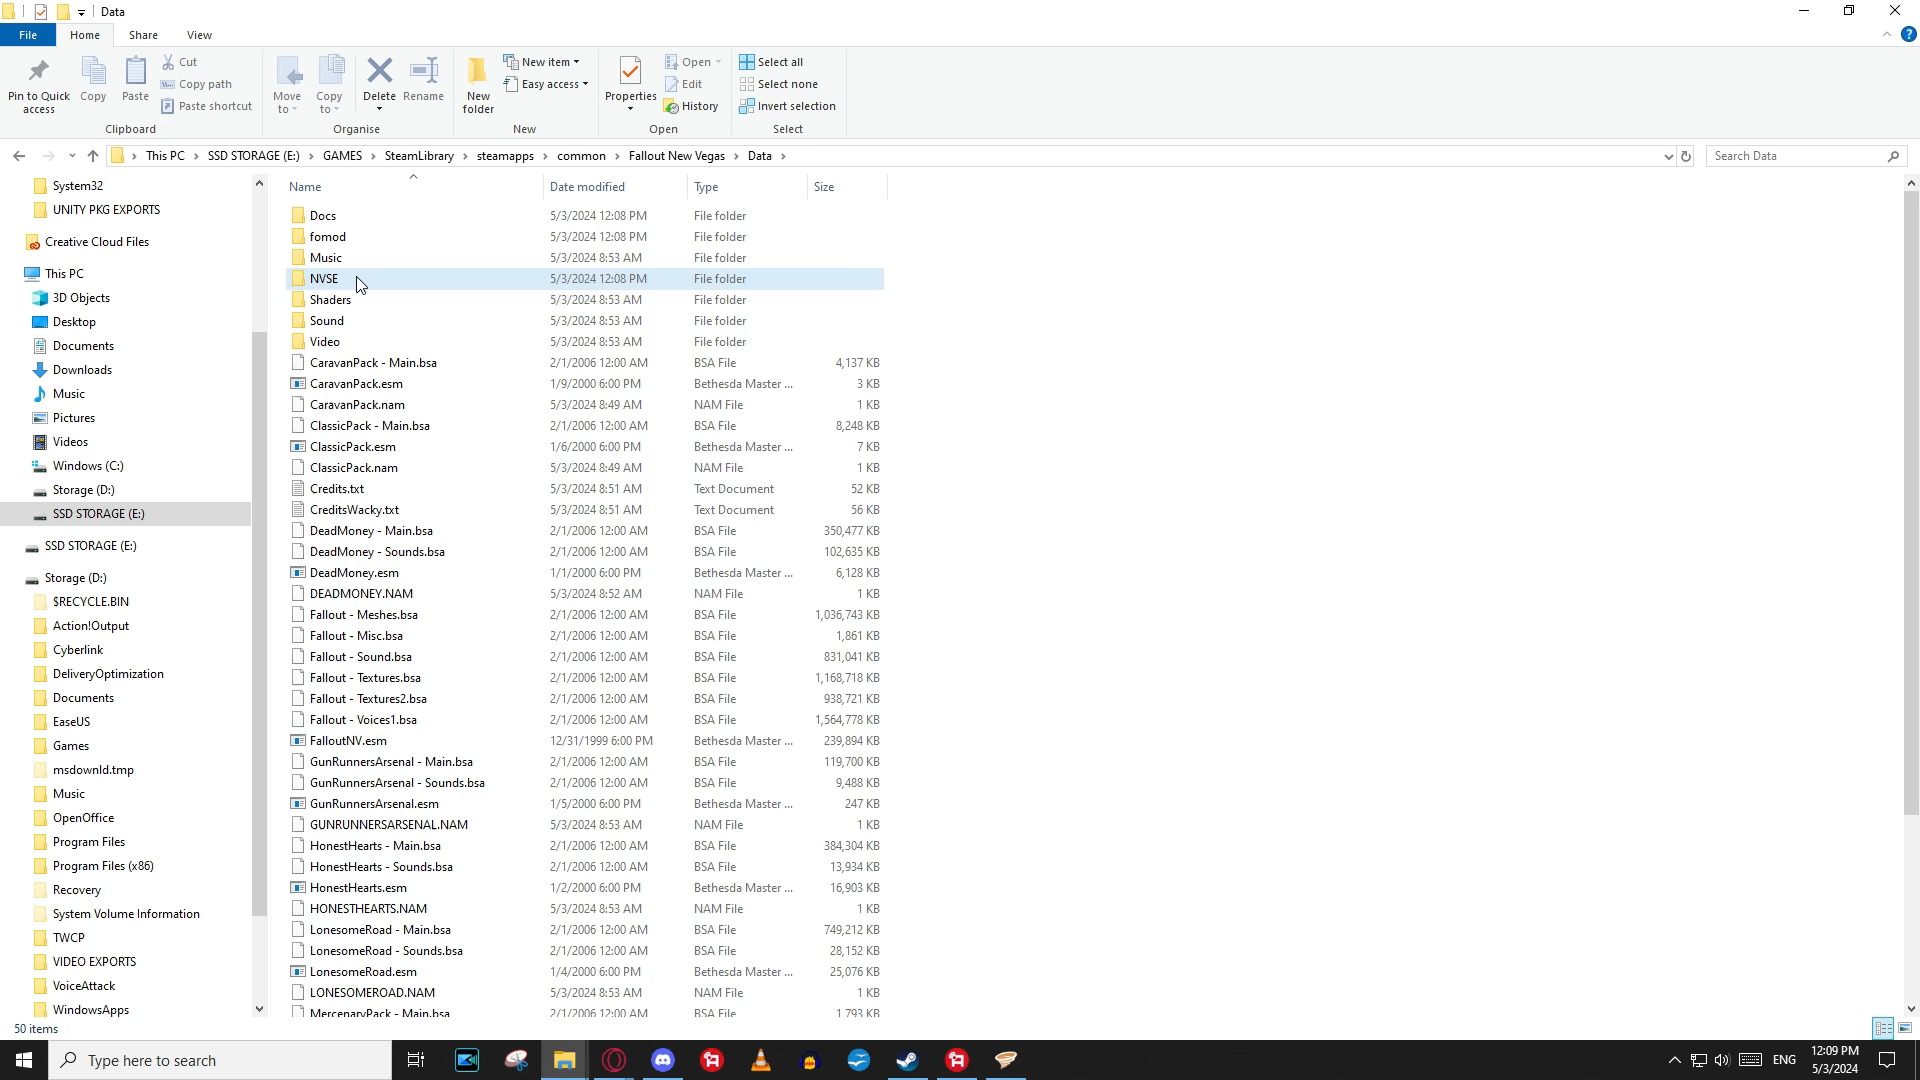 Data
File Home Share View
Pin to Quick access
Copy
Paste
Cut
Copy path
Paste shortcut
Clipboard
Move to
Copy to
Delete
Rename
Organise
New folder
New item
Easy access
New
Properties
Open
Edit
History
Open
Select all
Select none
Invert selection
Select
This PC > SSD STORAGE (E:) > GAMES > SteamLibrary > steamapps > common > Fallout New Vegas > Data >
Search Data
System32
UNITY PKG EXPORTS
Creative Cloud Files
This PC
3D Objects
Desktop
Documents
Downloads
Music
Pictures
Videos
Windows (C:)
Storage (D:)
SSD STORAGE (E:)
SSD STORAGE (E:)
Storage (D:)
$RECYCLE.BIN
Action!Output
Cyberlink
DeliveryOptimization
Documents
EaseUS
Games
msdownld.tmp
Music
OpenOffice
Program Files
Program Files (x86)
Recovery
System Volume Information
TWCP
VIDEO EXPORTS
VoiceAttack
WindowsApps
Name Date modified Type Size
Docs 5/3/2024 12:08 PM File folder
fomod 5/3/2024 12:08 PM File folder
Music 5/3/2024 8:53 AM File folder
NVSE 5/3/2024 12:08 PM File folder
Shaders 5/3/2024 8:53 AM File folder
Sound 5/3/2024 8:53 AM File folder
Video 5/3/2024 8:53 AM File folder
CaravanPack - Main.bsa 2/1/2006 12:00 AM BSA File 4,137 KB
CaravanPack.esm 1/9/2000 6:00 PM Bethesda Master ... 3 KB
CaravanPack.nam 5/3/2024 8:49 AM NAM File 1 KB
ClassicPack - Main.bsa 2/1/2006 12:00 AM BSA File 8,248 KB
ClassicPack.esm 1/6/2000 6:00 PM Bethesda Master ... 7 KB
ClassicPack.nam 5/3/2024 8:49 AM NAM File 1 KB
Credits.txt 5/3/2024 8:51 AM Text Document 52 KB
CreditsWacky.txt 5/3/2024 8:51 AM Text Document 56 KB
DeadMoney - Main.bsa 2/1/2006 12:00 AM BSA File 350,477 KB
DeadMoney - Sounds.bsa 2/1/2006 12:00 AM BSA File 102,635 KB
DeadMoney.esm 1/1/2000 6:00 PM Bethesda Master ... 6,128 KB
DEADMONEY.NAM 5/3/2024 8:52 AM NAM File 1 KB
Fallout - Meshes.bsa 2/1/2006 12:00 AM BSA File 1,036,743 KB
Fallout - Misc.bsa 2/1/2006 12:00 AM BSA File 1,861 KB
Fallout - Sound.bsa 2/1/2006 12:00 AM BSA File 831,041 KB
Fallout - Textures.bsa 2/1/2006 12:00 AM BSA File 1,168,718 KB
Fallout - Textures2.bsa 2/1/2006 12:00 AM BSA File 938,721 KB
Fallout - Voices1.bsa 2/1/2006 12:00 AM BSA File 1,564,778 KB
FalloutNV.esm 12/31/1999 6:00 PM Bethesda Master ... 239,894 KB
GunRunnersArsenal - Main.bsa 2/1/2006 12:00 AM BSA File 119,700 KB
GunRunnersArsenal - Sounds.bsa 2/1/2006 12:00 AM BSA File 9,488 KB
GunRunnersArsenal.esm 1/5/2000 6:00 PM Bethesda Master ... 247 KB
GUNRUNNERSARSENAL.NAM 5/3/2024 8:53 AM NAM File 1 KB
HonestHearts - Main.bsa 2/1/2006 12:00 AM BSA File 384,304 KB
HonestHearts - Sounds.bsa 2/1/2006 12:00 AM BSA File 13,934 KB
HonestHearts.esm 1/2/2000 6:00 PM Bethesda Master ... 16,903 KB
HONESTHEARTS.NAM 5/3/2024 8:53 AM NAM File 1 KB
LonesomeRoad - Main.bsa 2/1/2006 12:00 AM BSA File 749,212 KB
LonesomeRoad - Sounds.bsa 2/1/2006 12:00 AM BSA File 28,152 KB
LonesomeRoad.esm 1/4/2000 6:00 PM Bethesda Master ... 25,076 KB
LONESOMEROAD.NAM 5/3/2024 8:53 AM NAM File 1 KB
MercenaryPack - Main.bsa 2/1/2006 12:00 AM BSA File 1,793 KB
50 items
Type here to search
ENG
12:09 PM
5/3/2024